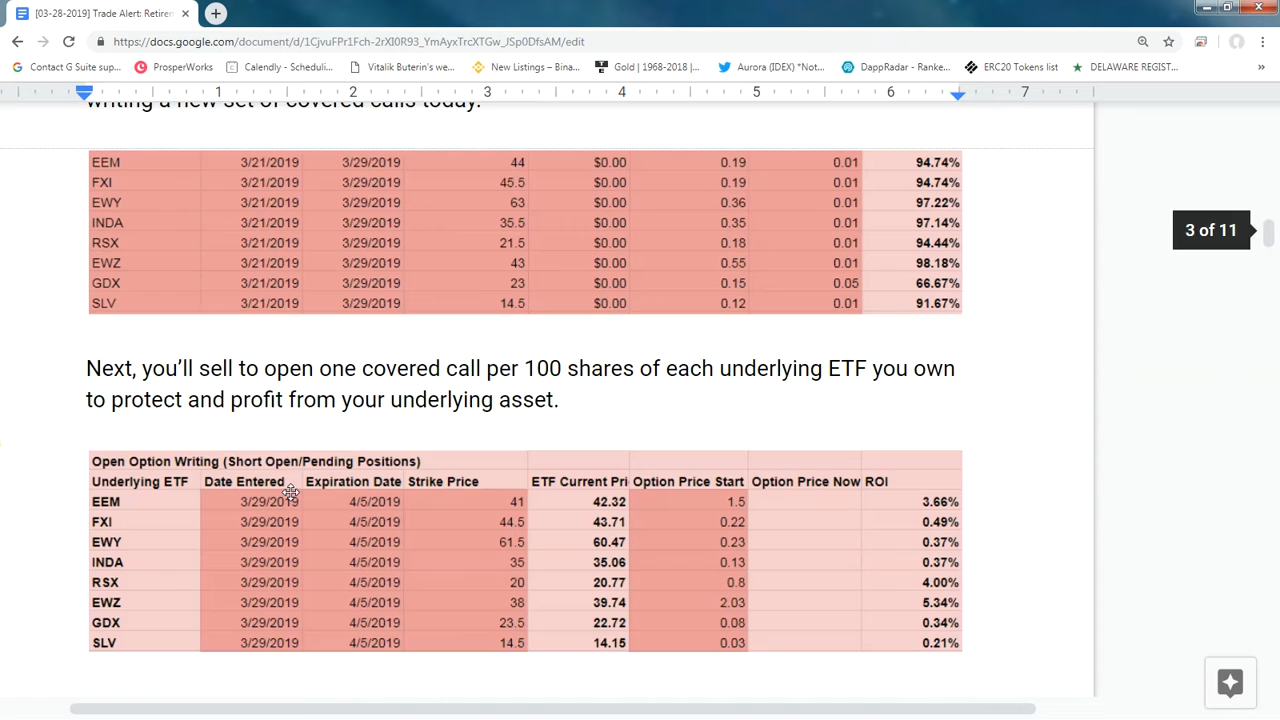 [03-28-2019] Trade Alert: Retirem
https://docs.google.com/document/d/1CjvuFPr1Fch-2rXI0R93_YmAyxTrcXTGw_JSp0DfsAM/edit
Contact G Suite sup... ProsperWorks Calendly - Scheduli... Vitalik Buterin's we... New Listings – Bina... Gold | 1968-2018 |... Aurora (IDEX) *Not... DappRadar - Ranke... ERC20 Tokens list DELAWARE REGIST... »
1 2 3 4 5 6 7
writing a new set of covered calls today.
EEM 3/21/2019 3/29/2019 44 $0.00 0.19 0.01 94.74%
FXI 3/21/2019 3/29/2019 45.5 $0.00 0.19 0.01 94.74%
EWY 3/21/2019 3/29/2019 63 $0.00 0.36 0.01 97.22%
INDA 3/21/2019 3/29/2019 35.5 $0.00 0.35 0.01 97.14%
RSX 3/21/2019 3/29/2019 21.5 $0.00 0.18 0.01 94.44%
3 of 11
EWZ 3/21/2019 3/29/2019 43 $0.00 0.55 0.01 98.18%
GDX 3/21/2019 3/29/2019 23 $0.00 0.15 0.05 66.67%
SLV 3/21/2019 3/29/2019 14.5 $0.00 0.12 0.01 91.67%
Next, you’ll sell to open one covered call per 100 shares of each underlying ETF you own
to protect and profit from your underlying asset.
Open Option Writing (Short Open/Pending Positions)
Underlying ETF Date Entered Expiration Date Strike Price ETF Current Pri Option Price Start Option Price Now ROI
EEM 3/29/2019 4/5/2019 41 42.32 1.5 3.66%
FXI 3/29/2019 4/5/2019 44.5 43.71 0.22 0.49%
EWY 3/29/2019 4/5/2019 61.5 60.47 0.23 0.37%
INDA 3/29/2019 4/5/2019 35 35.06 0.13 0.37%
RSX 3/29/2019 4/5/2019 20 20.77 0.8 4.00%
EWZ 3/29/2019 4/5/2019 38 39.74 2.03 5.34%
GDX 3/29/2019 4/5/2019 23.5 22.72 0.08 0.34%
SLV 3/29/2019 4/5/2019 14.5 14.15 0.03 0.21%